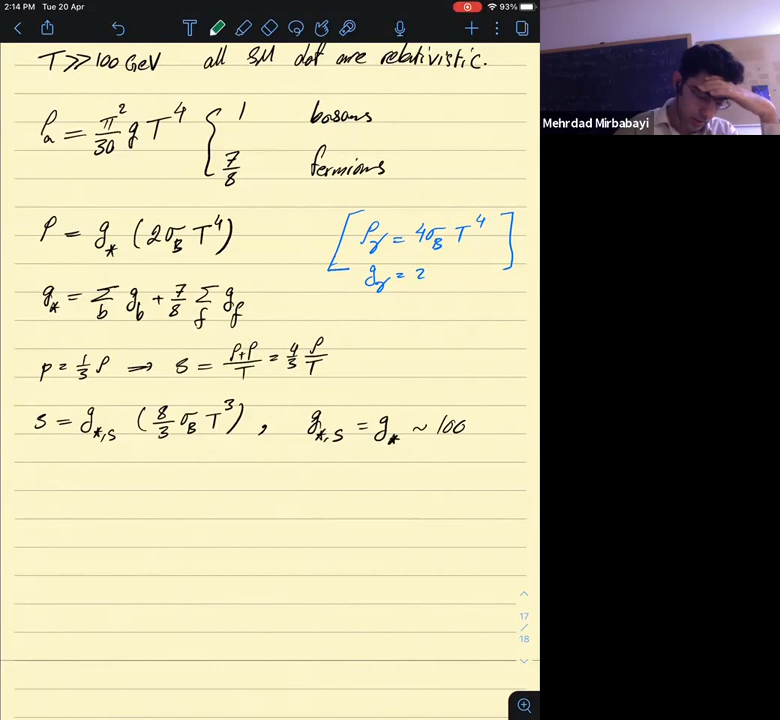 2:14 PM Tue 20 Apr
93%
T >> 100 GeV all SM dof are relativistic.
ρ_a = π²/30 g T⁴ { 1 bosons
7/8 fermions
ρ = g_* (2σ_B T⁴)
[ρ_γ = 4σ_B T⁴
g_γ = 2]
g_* = Σ_b g_b + 7/8 Σ_f g_f
p = 1/3 ρ ⟹ s = (ρ+p)/T = 4/3 ρ/T
s = g_{*,s} (8/3 σ_B T³), g_{*,s} = g_* ~ 100
Mehrdad Mirbabayi
17
/
18